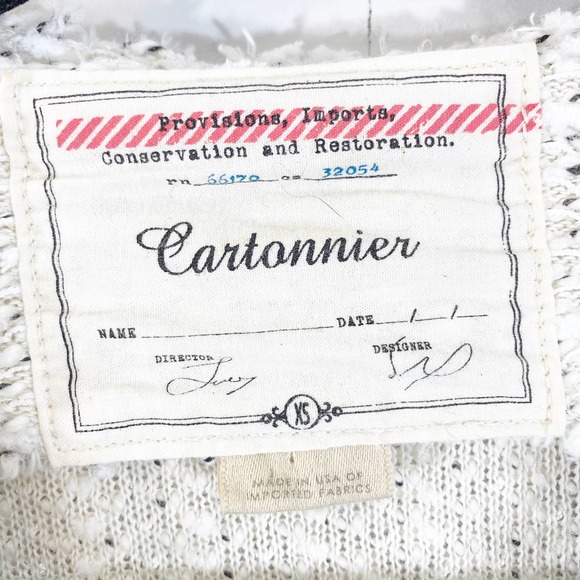 Provisions, Imports,
Conservation and Restoration.
RN 66170 CA 32054
Cartonnier
NAME DATE / /
DIRECTOR DESIGNER
XS
MADE IN USA OF
IMPORTED FABRICS